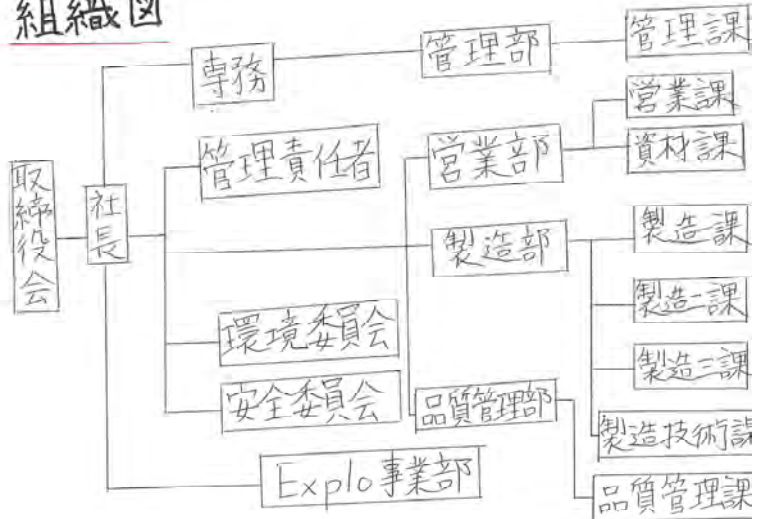 組織図
取締役会
社長
専務
管理部
管理課
管理責任者
営業部
営業課
資材課
製造部
製造一課
製造二課
製造三課
製造技術課
環境委員会
安全委員会
品質管理部
品質管理課
Explo事業部